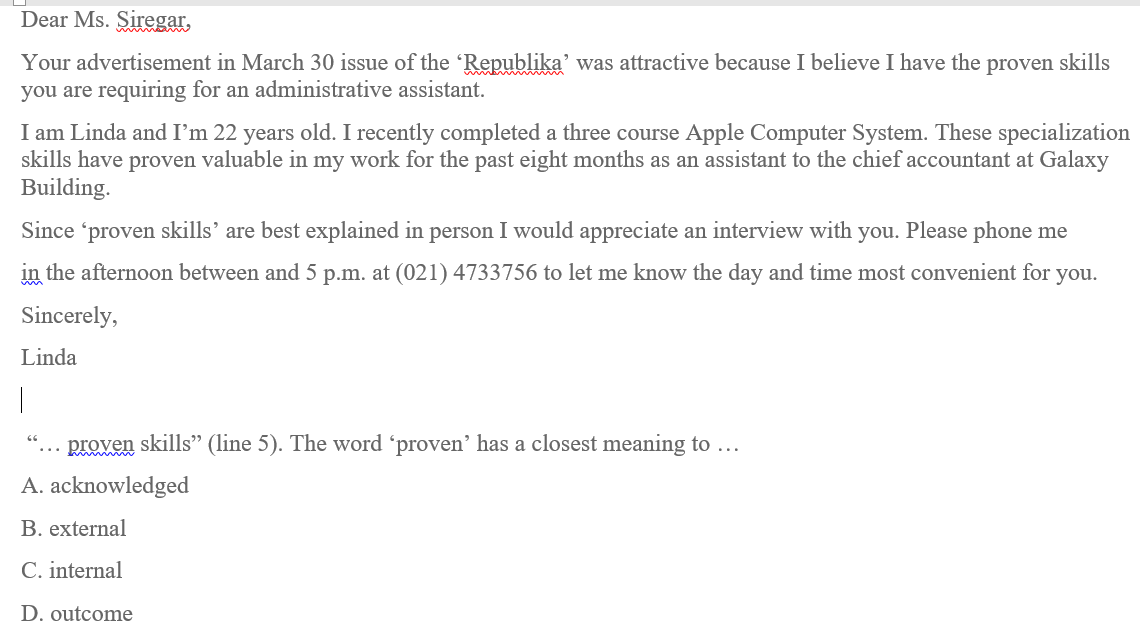 Dear Ms. Siregar,
Your advertisement in March 30 issue of the ‘Republika’ was attractive because I believe I have the proven skills
you are requiring for an administrative assistant.
I am Linda and I’m 22 years old. I recently completed a three course Apple Computer System. These specialization
skills have proven valuable in my work for the past eight months as an assistant to the chief accountant at Galaxy
Building.
Since ‘proven skills’ are best explained in person I would appreciate an interview with you. Please phone me
in the afternoon between and 5 p.m. at (021) 4733756 to let me know the day and time most convenient for you.
Sincerely,
Linda
“… proven skills” (line 5). The word ‘proven’ has a closest meaning to …
A. acknowledged
B. external
C. internal
D. outcome